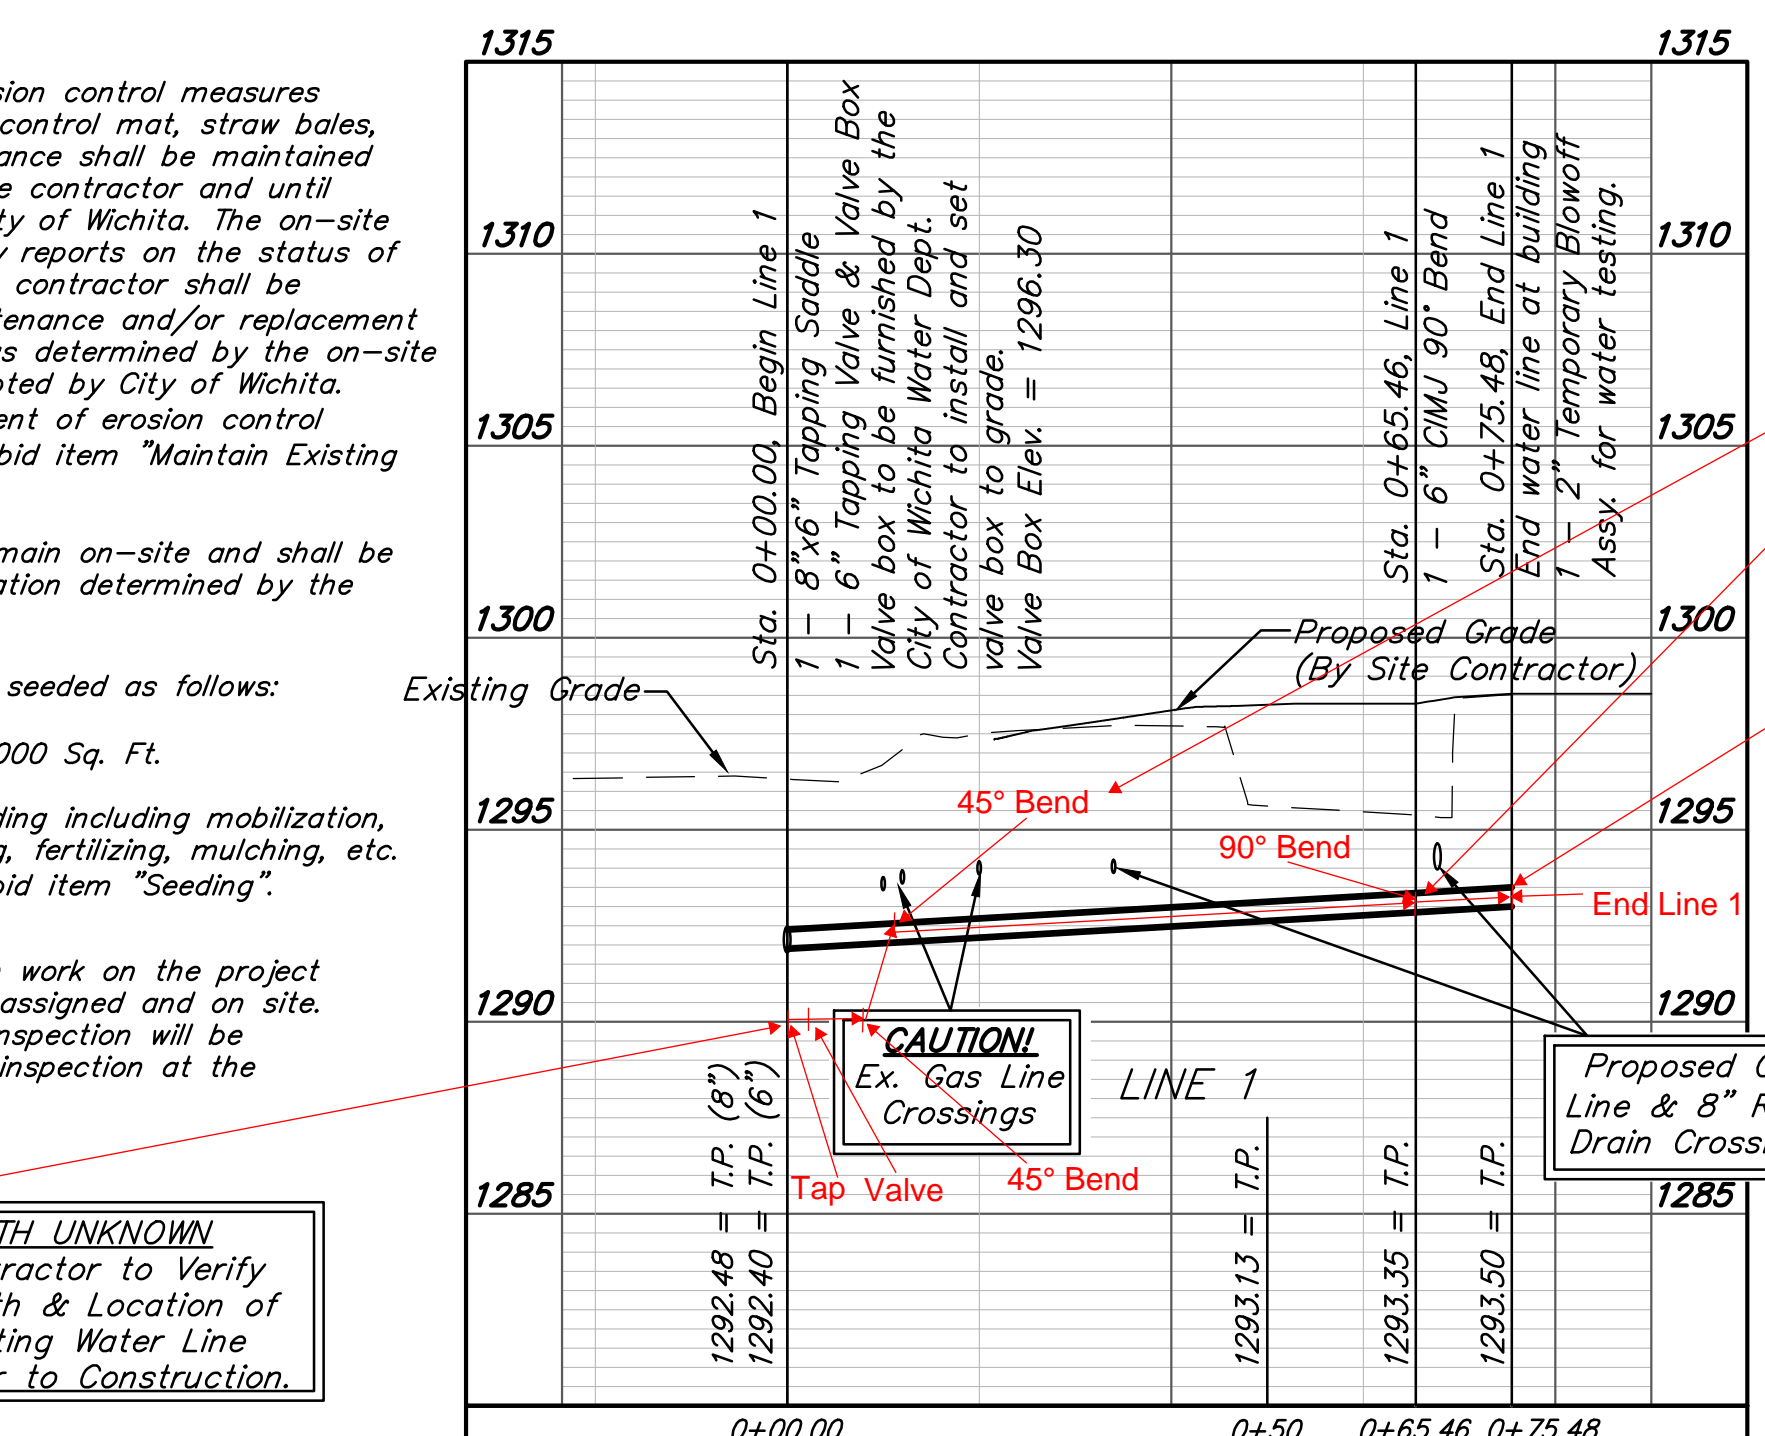 1315
1315
sion control measures
control mat, straw bales,
ance shall be maintained
e contractor and until
ty of Wichita. The on-site
y reports on the status of
contractor shall be
tenance and/or replacement
as determined by the on-site
pted by City of Wichita.
ent of erosion control
bid item "Maintain Existing
main on-site and shall be
ation determined by the
seeded as follows:
000 Sq. Ft.
ding including mobilization,
g, fertilizing, mulching, etc.
bid item "Seeding".
n work on the project
assigned and on site.
inspection will be
inspection at the
TH UNKNOWN
ractor to Verify
th & Location of
ting Water Line
r to Construction.
1310
1310
1305
1305
1300
1300
1295
1295
1290
1290
1285
1285
Sta. 0+00.00, Begin Line 1
1 - 8"x6" Tapping Saddle
1 - 6" Tapping Valve & Valve Box
Valve box to be furnished by the
City of Wichita Water Dept.
Contractor to install and set
valve box to grade.
Valve Box Elev. = 1296.30
Sta. 0+65.46, Line 1
1 - 6" CIMJ 90° Bend
Sta. 0+75.48, End Line 1
End water line at building
1 - 2" Temporary Blowoff
Assy. for water testing.
Existing Grade
Proposed Grade
(By Site Contractor)
45° Bend
90° Bend
End Line 1
CAUTION!
Ex. Gas Line
Crossings
LINE 1
Proposed
Line & 8" R
Drain Cross
Tap
Valve
45° Bend
1292.48 = T.P. (8")
1292.40 = T.P. (6")
1293.13 = T.P.
1293.35 = T.P.
1293.50 = T.P.
0+00.00
0+50
0+65.46
0+75.48